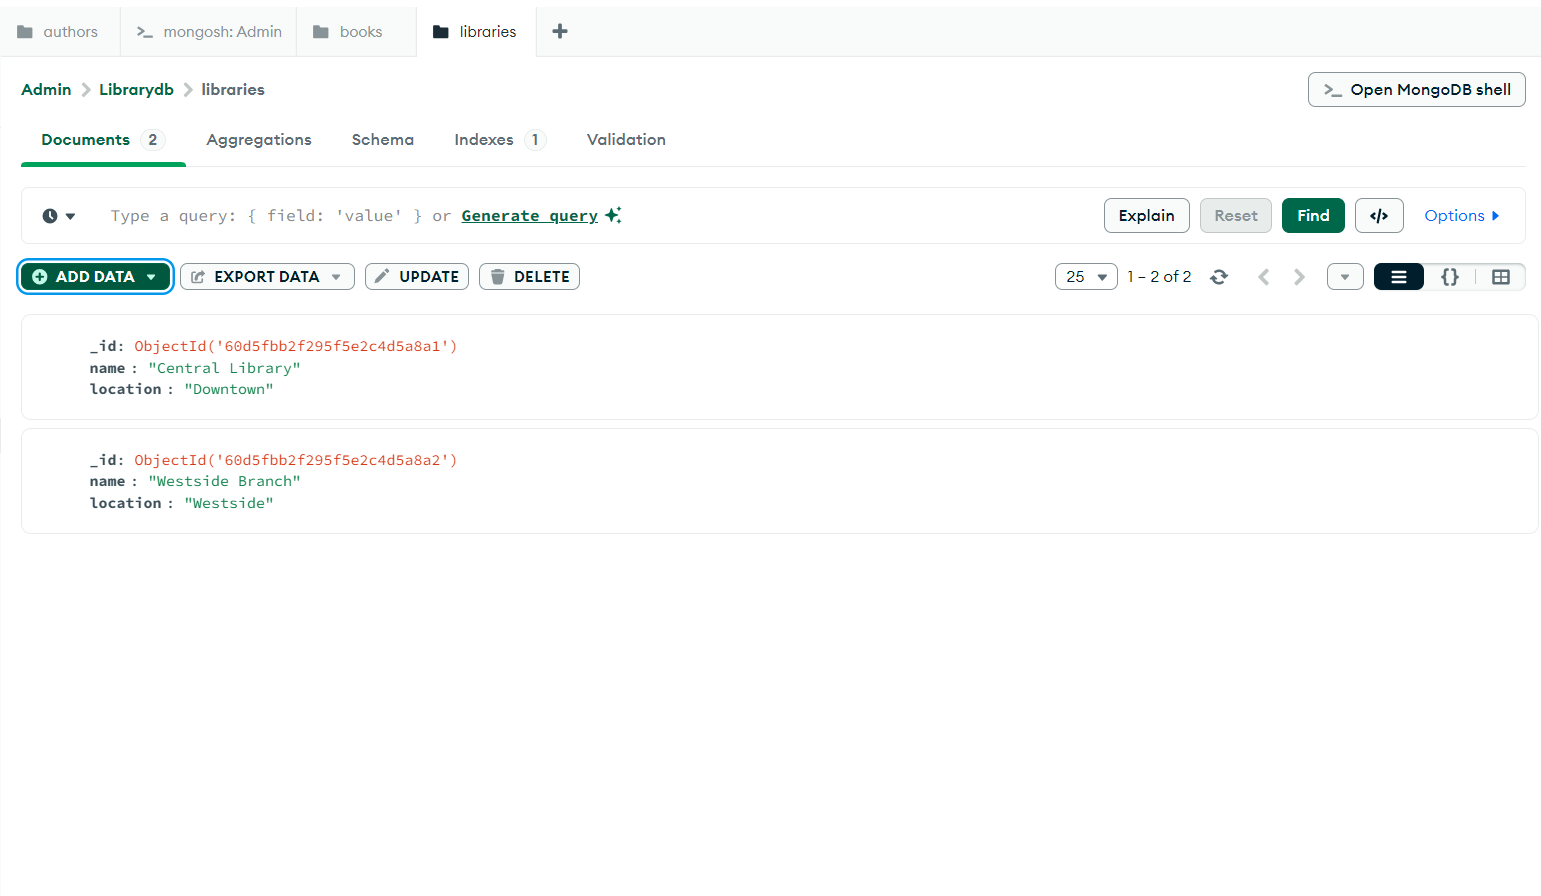 authors
mongosh: Admin
books
libraries
Admin > Librarydb > libraries
>_ Open MongoDB shell
Documents 2
Aggregations
Schema
Indexes 1
Validation
Type a query: { field: 'value' } or Generate query
Explain
Reset
Find
</>
Options
ADD DATA
EXPORT DATA
UPDATE
DELETE
25
1 – 2 of 2
{}
_id: ObjectId('60d5fbb2f295f5e2c4d5a8a1')
name : "Central Library"
location : "Downtown"
_id: ObjectId('60d5fbb2f295f5e2c4d5a8a2')
name : "Westside Branch"
location : "Westside"